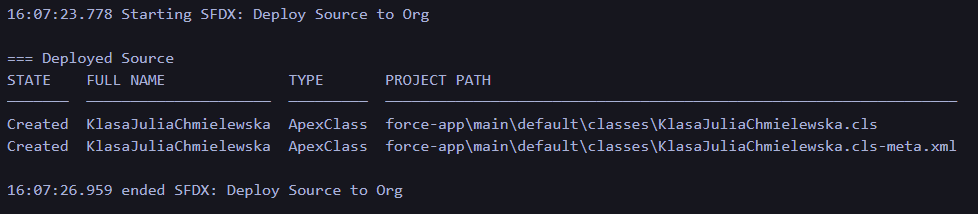 16:07:23.778 Starting SFDX: Deploy Source to Org
=== Deployed Source
STATE FULL NAME TYPE PROJECT PATH
Created KlasaJuliaChmielewska ApexClass force-app\main\default\classes\KlasaJuliaChmielewska.cls
Created KlasaJuliaChmielewska ApexClass force-app\main\default\classes\KlasaJuliaChmielewska.cls-meta.xml
16:07:26.959 ended SFDX: Deploy Source to Org